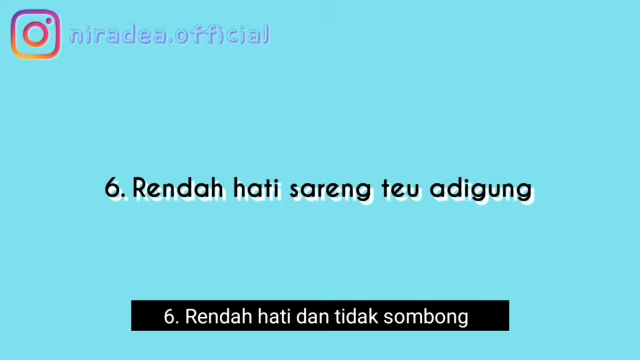 niradea.official
6. Rendah hati sareng teu adigung
6. Rendah hati dan tidak sombong